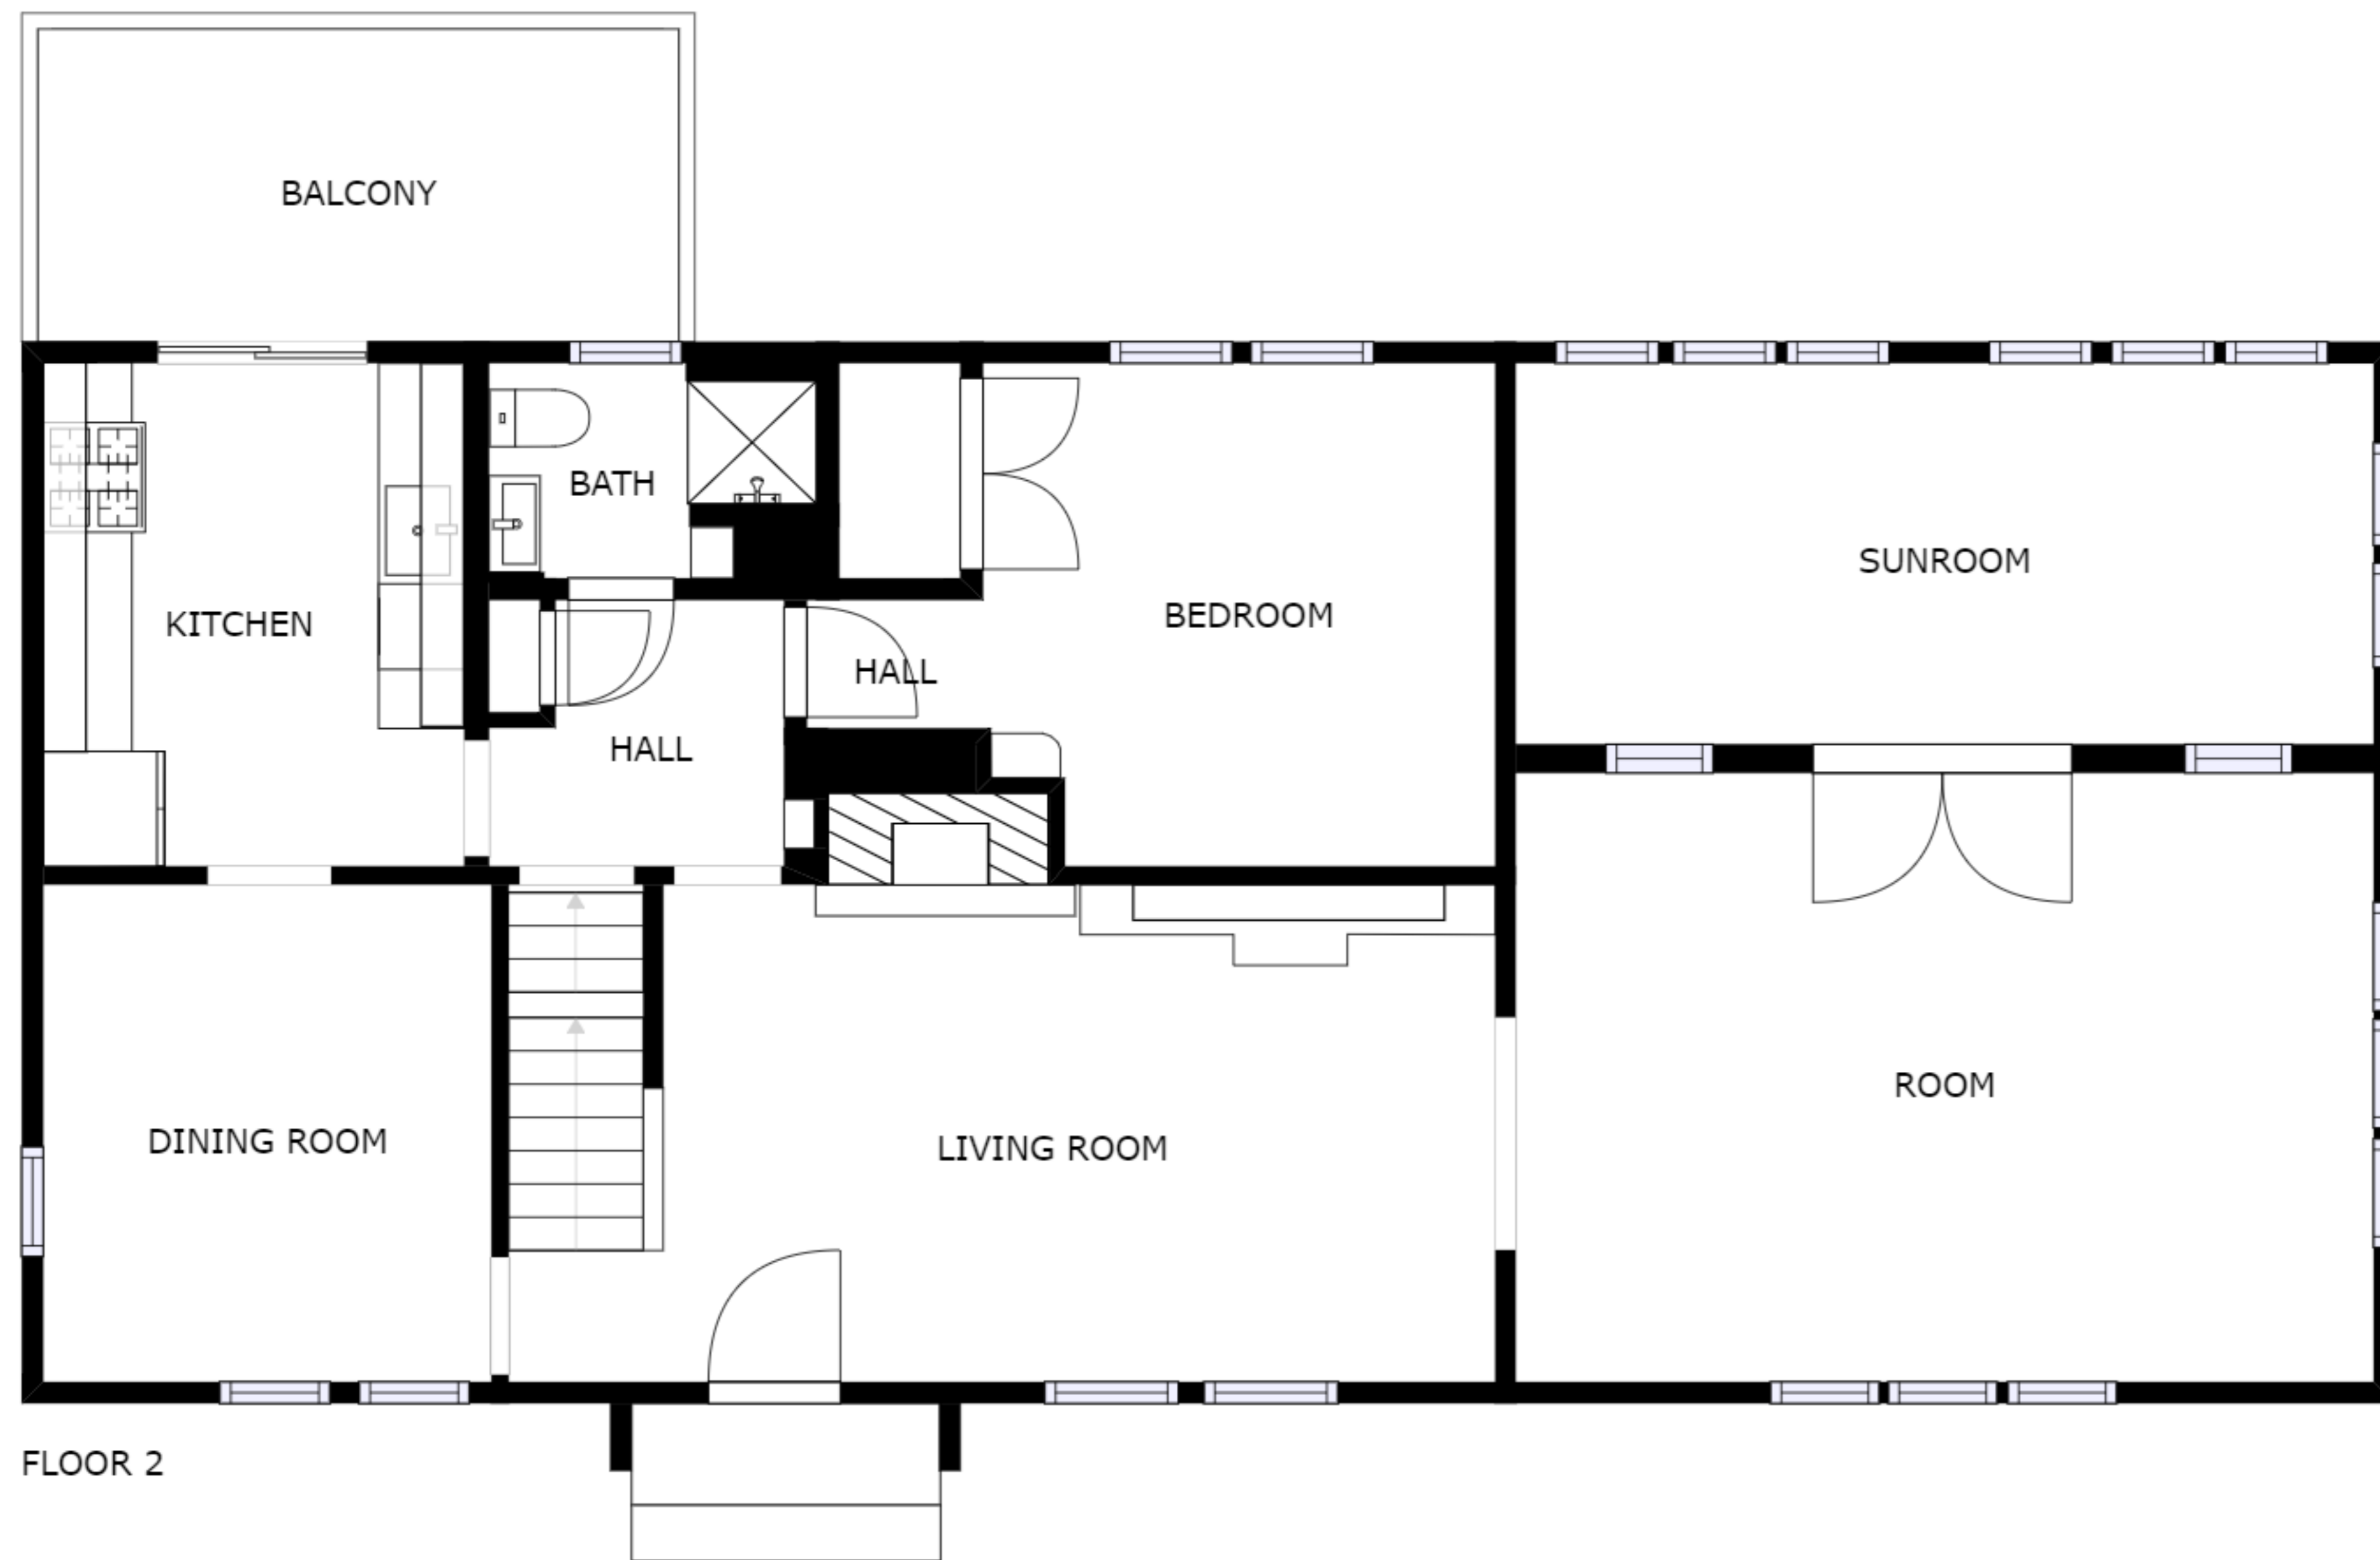 BALCONY
BATH
SUNROOM
KITCHEN
BEDROOM
HALL
HALL
ROOM
DINING ROOM
LIVING ROOM
FLOOR 2